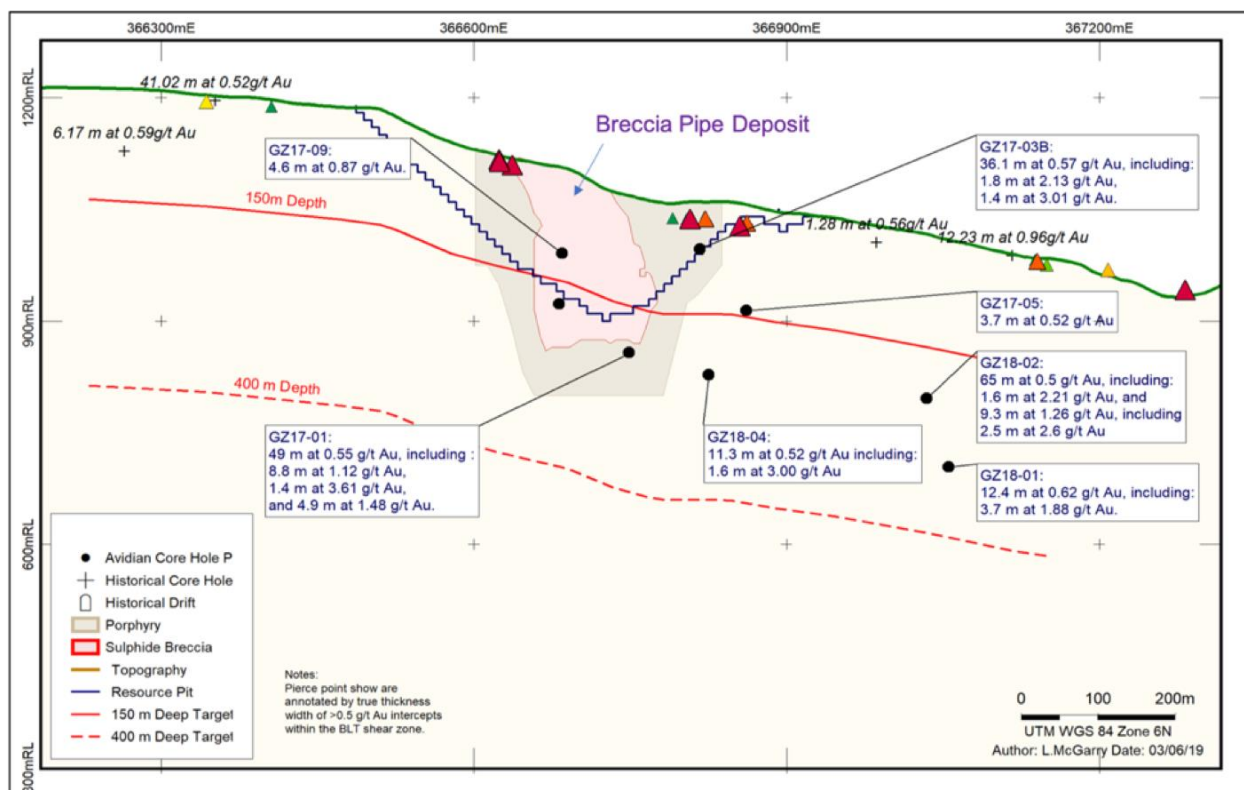 366300mE
366600mE
366900mE
367200mE
1200mRL
900mRL
600mRL
300mRL
41.02 m at 0.52g/t Au
6.17 m at 0.59g/t Au
Breccia Pipe Deposit
GZ17-09:
4.6 m at 0.87 g/t Au.
GZ17-03B:
36.1 m at 0.57 g/t Au, including:
1.8 m at 2.13 g/t Au,
1.4 m at 3.01 g/t Au.
150m Depth
1.28 m at 0.56g/t Au
12.23 m at 0.96g/t Au
GZ17-05:
3.7 m at 0.52 g/t Au
400 m Depth
GZ18-02:
65 m at 0.5 g/t Au, including:
1.6 m at 2.21 g/t Au, and
9.3 m at 1.26 g/t Au, including
2.5 m at 2.6 g/t Au
GZ17-01:
49 m at 0.55 g/t Au, including :
8.8 m at 1.12 g/t Au,
1.4 m at 3.61 g/t Au,
and 4.9 m at 1.48 g/t Au.
GZ18-04:
11.3 m at 0.52 g/t Au including:
1.6 m at 3.00 g/t Au
GZ18-01:
12.4 m at 0.62 g/t Au, including:
3.7 m at 1.88 g/t Au.
Avidian Core Hole P
Historical Core Hole
Historical Drift
Porphyry
Sulphide Breccia
Topography
Resource Pit
150 m Deep Target
400 m Deep Target
Notes:
Pierce point show are
annotated by true thickness
width of >0.5 g/t Au intercepts
within the BLT shear zone.
0 100 200m
UTM WGS 84 Zone 6N
Author: L.McGarry Date: 03/06/19